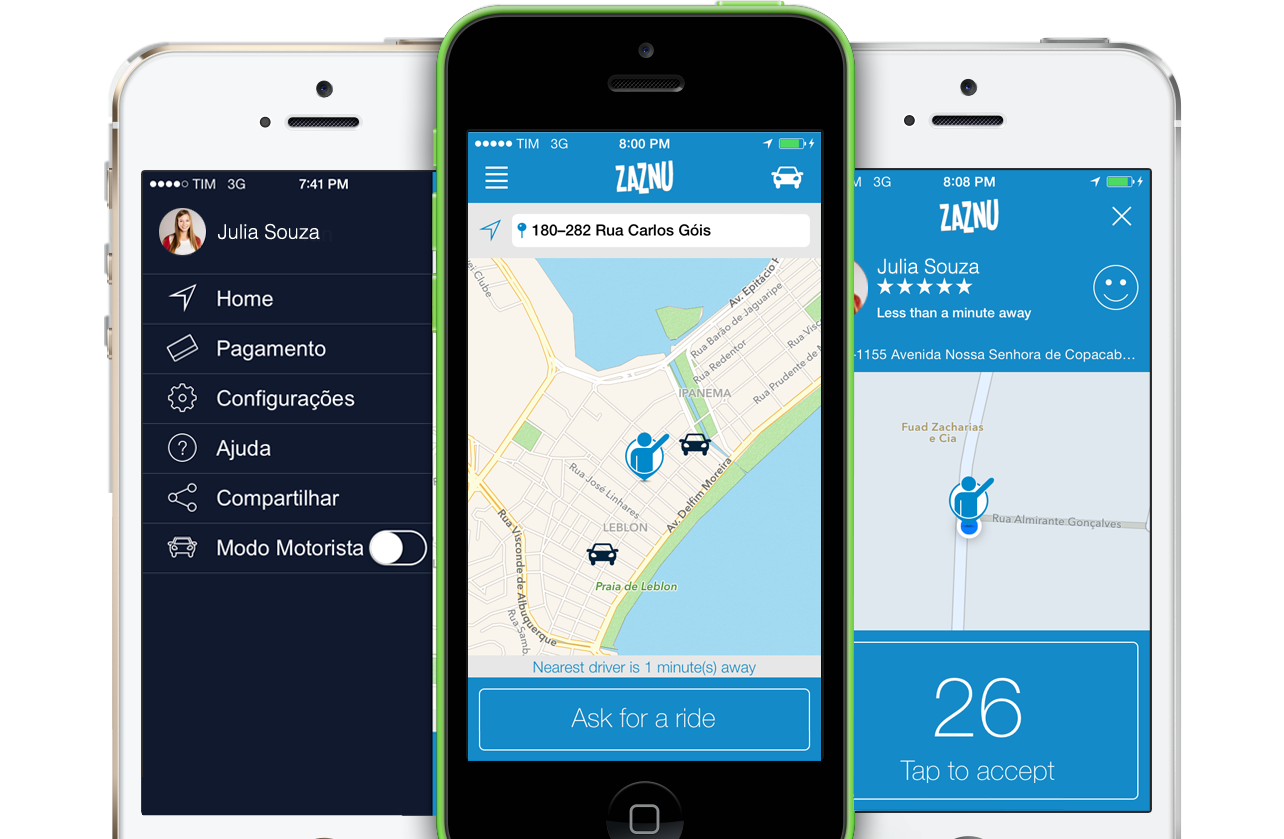 TIM 3G 7:41 PM
Julia Souza
Home
Pagamento
Configurações
Ajuda
Compartilhar
Modo Motorista
TIM 3G 8:00 PM
ZAZNU
180–282 Rua Carlos Góis
vei Clube
Av. Epitácio P
Rua Barão de Jaguaripe
Rua Redentor
Rua Visc
Rua Prudente de M
IPANEMA
Rua José Linhares
Av. Delfim Moreira
LEBLON
Rua Visconde de Albuquerque
Praia de Leblon
Rua Samb
Nearest driver is 1 minute(s) away
Ask for a ride
M 3G 8:08 PM
ZAZNU
Julia Souza
Less than a minute away
-1155 Avenida Nossa Senhora de Copacab...
Fuad Zacharias
e Cia
Rua Almirante Gonçalves
26
Tap to accept